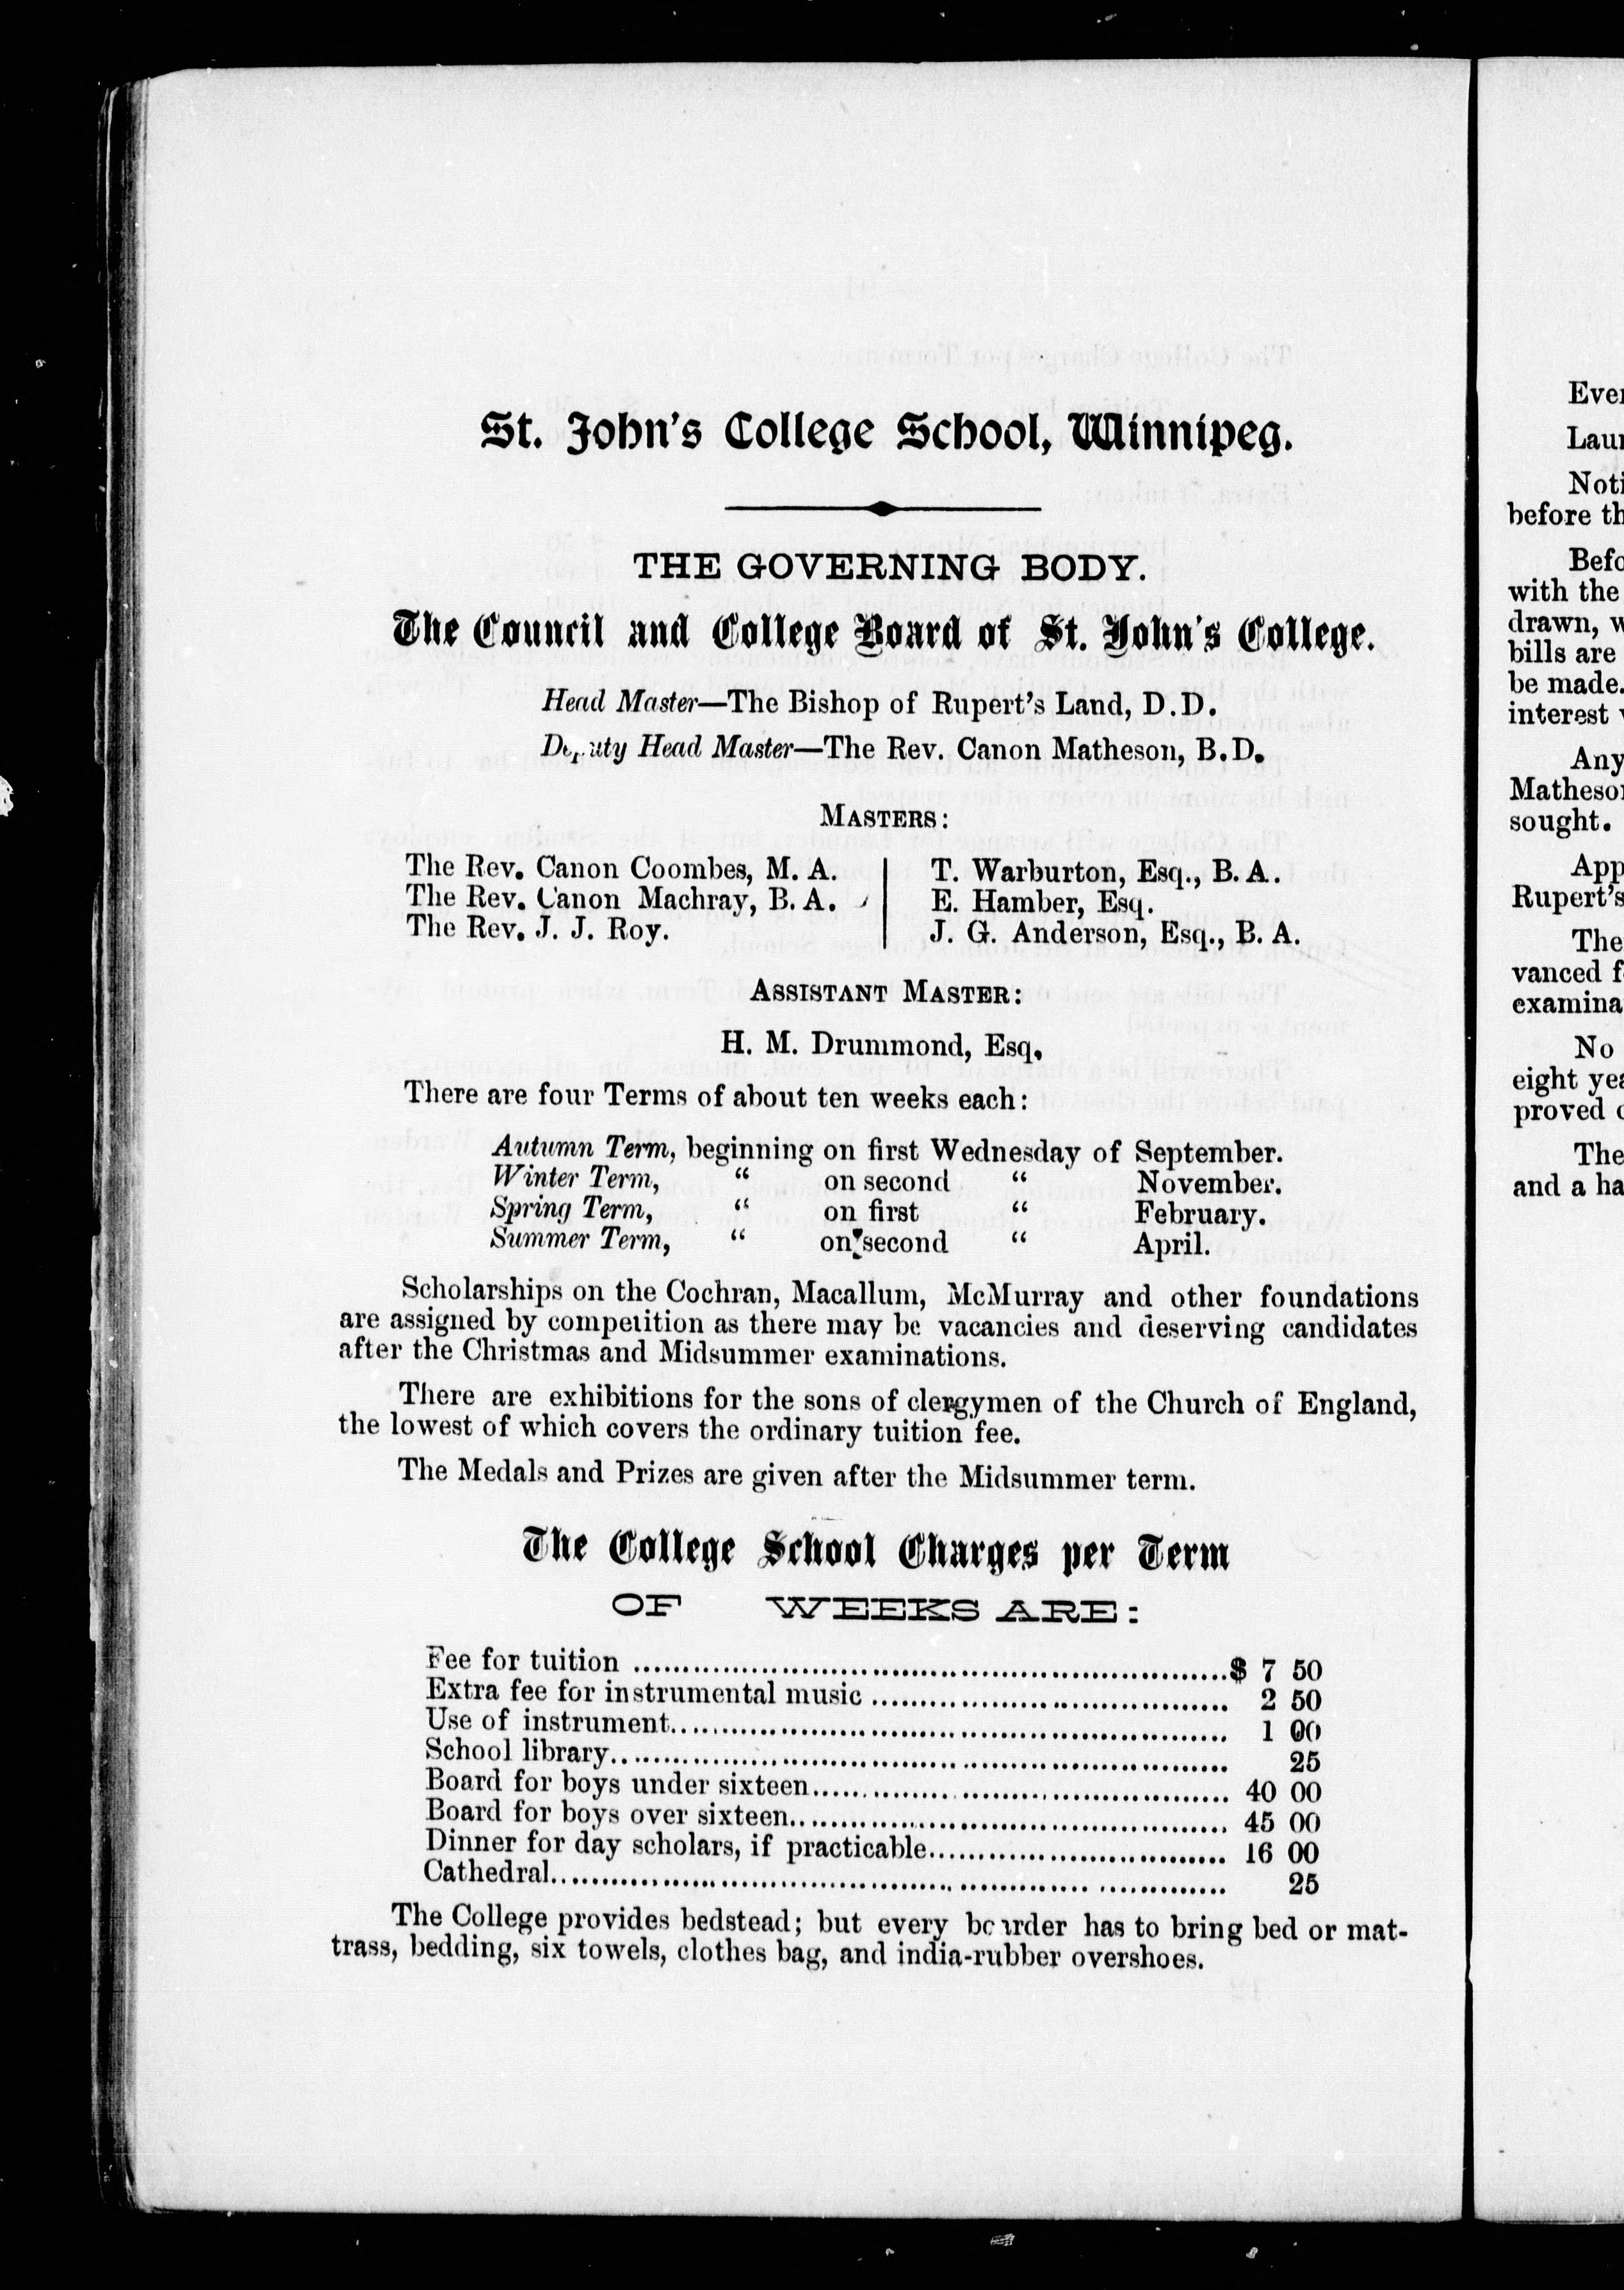 St. John's College School, Winnipeg.
THE GOVERNING BODY.
The Council and College Board of St. John's College.
Head Master—The Bishop of Rupert's Land, D.D.
Deputy Head Master—The Rev. Canon Matheson, B.D.
MASTERS:
The Rev. Canon Coombes, M. A.
The Rev. Canon Machray, B. A.
The Rev. J. J. Roy.
T. Warburton, Esq., B. A.
E. Hamber, Esq.
J. G. Anderson, Esq., B. A.
ASSISTANT MASTER:
H. M. Drummond, Esq.
There are four Terms of about ten weeks each:
Autumn Term, beginning on first Wednesday of September.
Winter Term, “ on second “ November.
Spring Term, “ on first “ February.
Summer Term, “ on second “ April.
Scholarships on the Cochran, Macallum, McMurray and other foundations
are assigned by competition as there may be vacancies and deserving candidates
after the Christmas and Midsummer examinations.
There are exhibitions for the sons of clergymen of the Church of England,
the lowest of which covers the ordinary tuition fee.
The Medals and Prizes are given after the Midsummer term.
The College School Charges per Term
OF WEEKS ARE:
Fee for tuition ........ $ 7 50
Extra fee for instrumental music ........ 2 50
Use of instrument ........ 1 00
School library ........ 25
Board for boys under sixteen ........ 40 00
Board for boys over sixteen ........ 45 00
Dinner for day scholars, if practicable ........ 16 00
Cathedral ........ 25
The College provides bedstead; but every boarder has to bring bed or mat-
trass, bedding, six towels, clothes bag, and india-rubber overshoes.
before
with the
drawn,
bills are
be made.
interest
Any
sought.
Rupert's
The
No
eight
proved
The
and a